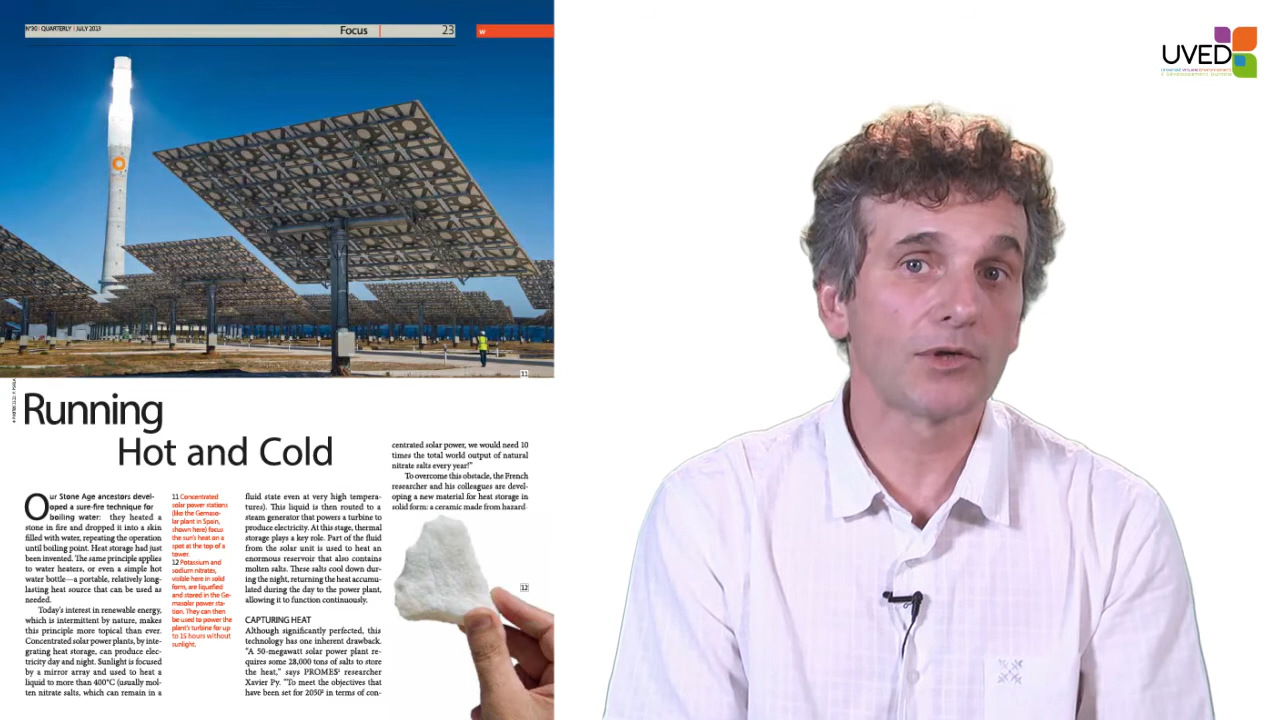 N°30 | QUARTERLY | JULY 2013
Focus
23
w
UVED
11
Running
Hot and Cold
Our Stone Age ancestors devel-
oped a sure-fire technique for
boiling water: they heated a
stone in fire and dropped it into a skin
filled with water, repeating the operation
until boiling point. Heat storage had just
been invented. The same principle applies
to water heaters, or even a simple hot
water bottle—a portable, relatively long-
lasting heat source that can be used as
needed.
Today's interest in renewable energy,
which is intermittent by nature, makes
this principle more topical than ever.
Concentrated solar power plants, by inte-
grating heat storage, can produce elec-
tricity day and night. Sunlight is focused
by a mirror array and used to heat a
liquid to more than 400°C (usually mol-
ten nitrate salts, which can remain in a
11 Concentrated
solar power stations
(like the Gemaso-
lar plant in Spain,
shown here) focus
the sun's heat on a
spot at the top of a
tower.
12 Potassium and
sodium nitrates,
visible here in solid
form, are liquefied
and stored in the Ge-
masolar power sta-
tion. They can then
be used to power the
plant's turbine for up
to 15 hours without
sunlight.
fluid state even at very high tempera-
tures). This liquid is then routed to a
steam generator that powers a turbine to
produce electricity. At this stage, thermal
storage plays a key role. Part of the fluid
from the solar unit is used to heat an
enormous reservoir that also contains
molten salts. These salts cool down dur-
ing the night, returning the heat accumu-
lated during the day to the power plant,
allowing it to function continuously.
CAPTURING HEAT
Although significantly perfected, this
technology has one inherent drawback.
"A 50-megawatt solar power plant re-
quires some 28,000 tons of salts to store
the heat," says PROMES¹ researcher
Xavier Py. "To meet the objectives that
have been set for 2050² in terms of con-
centrated solar power, we would need 10
times the total world output of natural
nitrate salts every year!"
To overcome this obstacle, the French
researcher and his colleagues are devel-
oping a new material for heat storage in
solid form: a ceramic made from hazard-
12